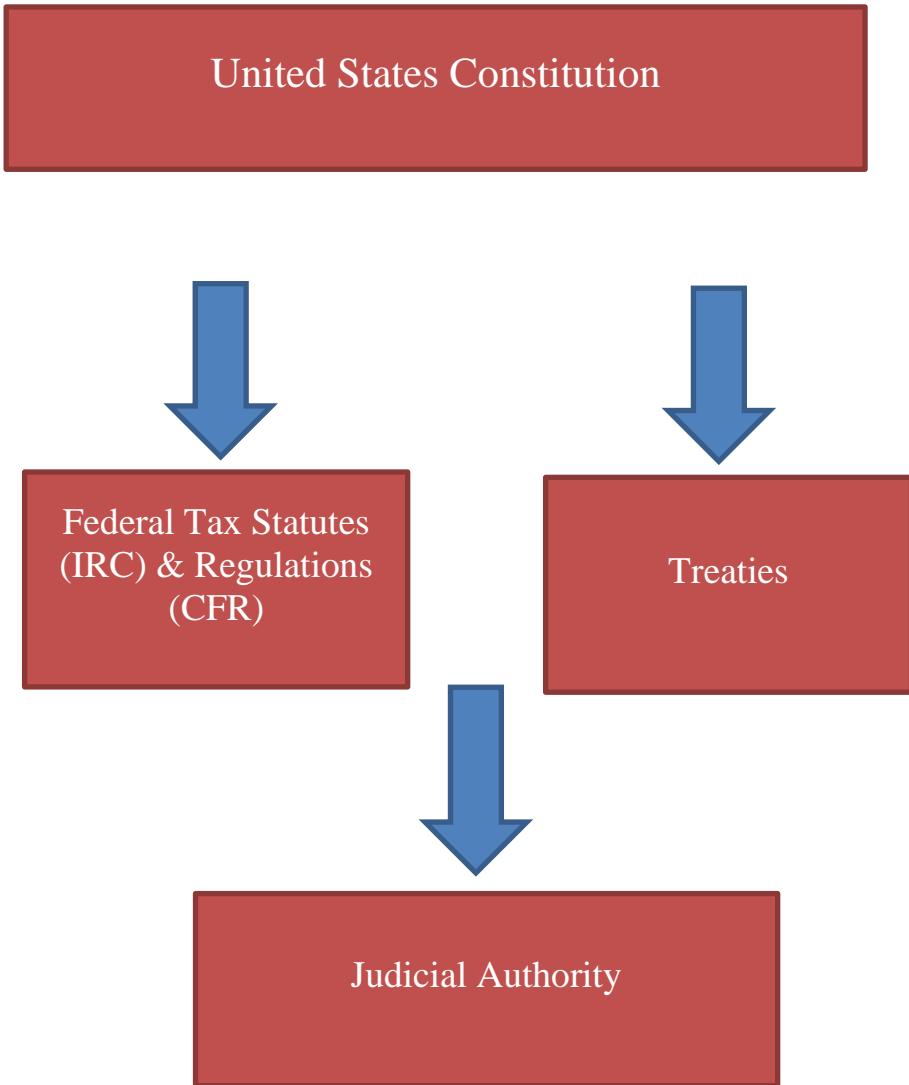 United States Constitution
Federal Tax Statutes
(IRC) & Regulations
(CFR)
Treaties
Judicial Authority